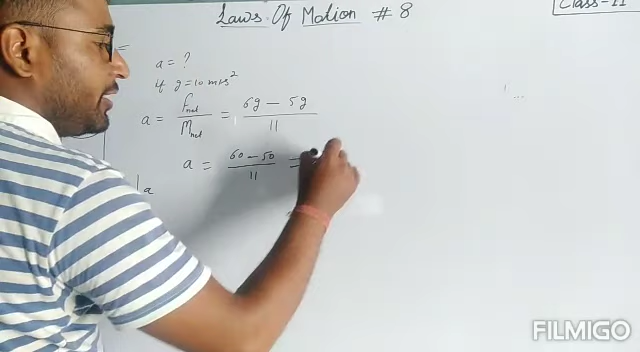 Laws Of Motion # 8
Class-11
a = ?
if g = 10 m/s²
a = Fnet / Mnet = 6g - 5g / 11
a = 60 - 50 / 11 =
a
FILMIGO